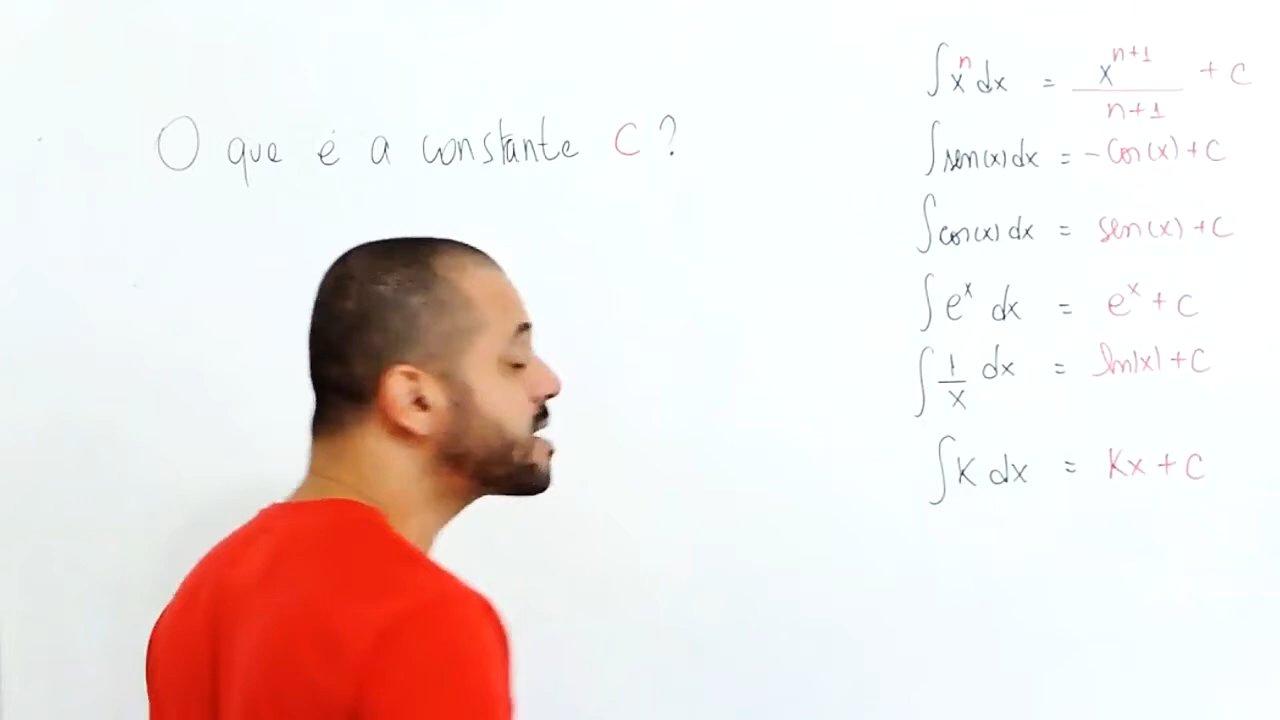 O que é a constante C?
∫xⁿ dx = xⁿ⁺¹/n+1 + C
∫sen(x) dx = -cos(x) + C
∫cos(x) dx = sen(x) + C
∫eˣ dx = eˣ + C
∫1/x dx = ln|x| + C
∫K dx = Kx + C